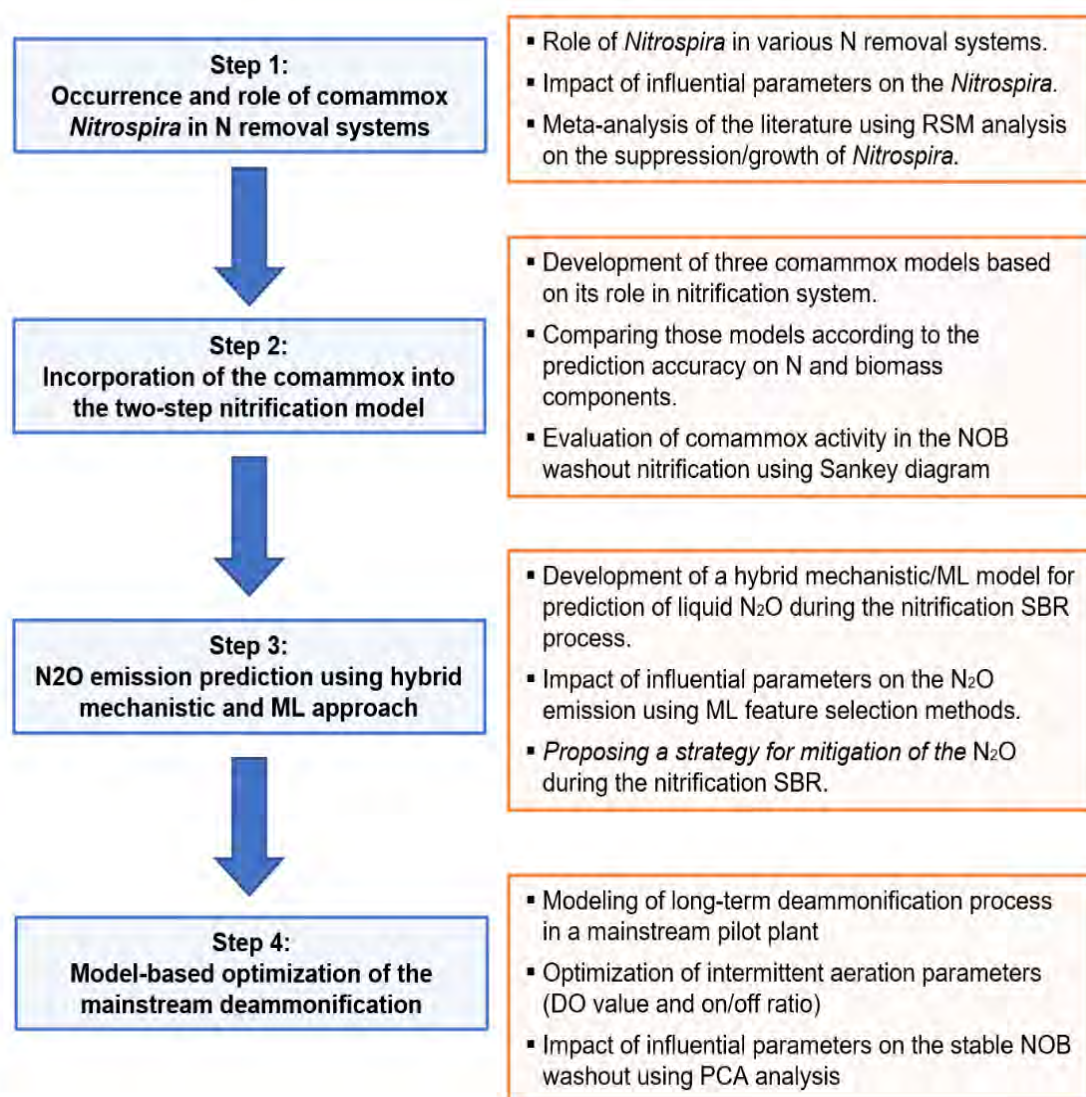 Step 1:
Occurrence and role of comammox
Nitrospira in N removal systems
▪ Role of Nitrospira in various N removal systems.
▪ Impact of influential parameters on the Nitrospira.
▪ Meta-analysis of the literature using RSM analysis
on the suppression/growth of Nitrospira.
Step 2:
Incorporation of the comammox into
the two-step nitrification model
▪ Development of three comammox models based
on its role in nitrification system.
▪ Comparing those models according to the
prediction accuracy on N and biomass
components.
▪ Evaluation of comammox activity in the NOB
washout nitrification using Sankey diagram
Step 3:
N2O emission prediction using hybrid
mechanistic and ML approach
▪ Development of a hybrid mechanistic/ML model for
prediction of liquid N₂O during the nitrification SBR
process.
▪ Impact of influential parameters on the N₂O
emission using ML feature selection methods.
▪ Proposing a strategy for mitigation of the N₂O
during the nitrification SBR.
Step 4:
Model-based optimization of the
mainstream deammonification
▪ Modeling of long-term deammonification process
in a mainstream pilot plant
▪ Optimization of intermittent aeration parameters
(DO value and on/off ratio)
▪ Impact of influential parameters on the stable NOB
washout using PCA analysis